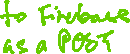 to Firebase
as a POST